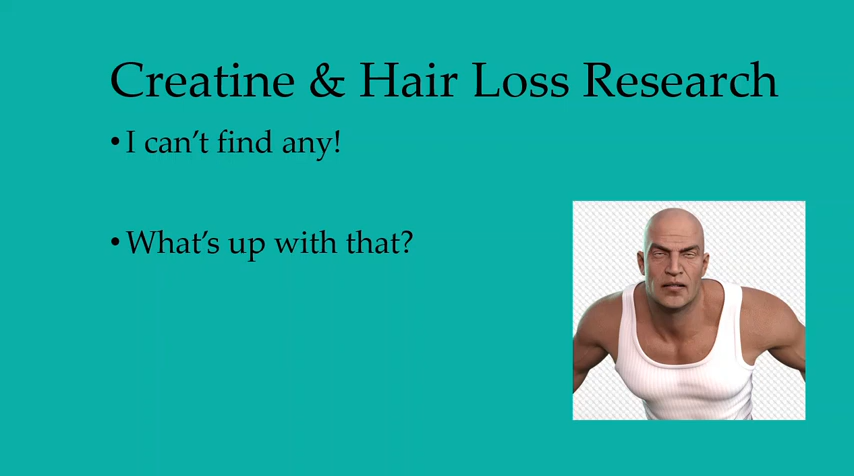 Creatine & Hair Loss Research
•I can’t find any!
•What’s up with that?